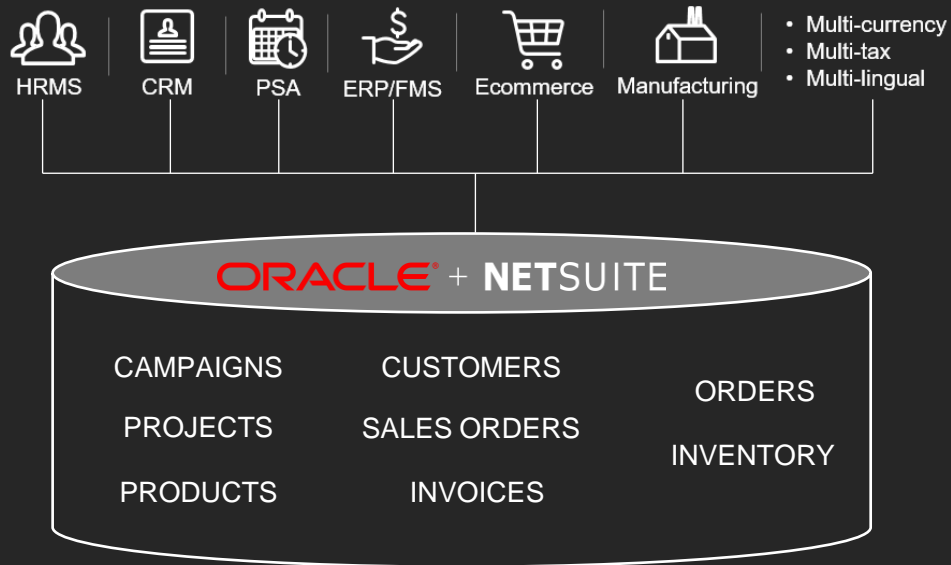 HRMS
CRM
PSA
ERP/FMS
Ecommerce
Manufacturing
• Multi-currency
• Multi-tax
• Multi-lingual
ORACLE® + NETSUITE
CAMPAIGNS
PROJECTS
PRODUCTS
CUSTOMERS
SALES ORDERS
INVOICES
ORDERS
INVENTORY